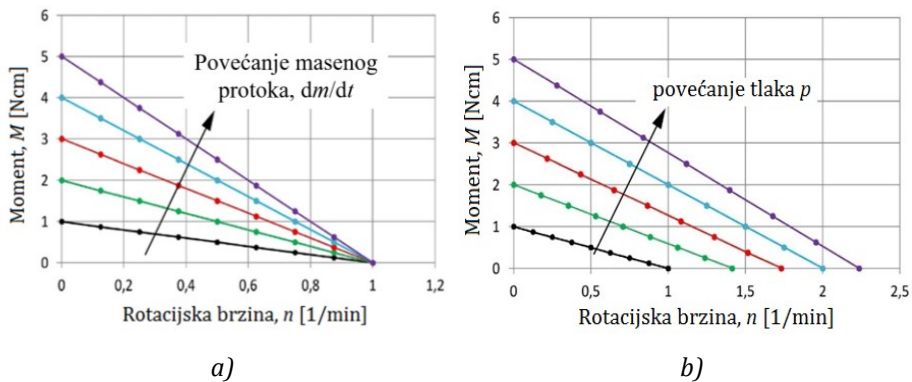 6
5
4
3
2
1
0
Moment, M [Ncm]
Povećanje masenog
protoka, dm/dt
0 0,2 0,4 0,6 0,8 1 1,2
Rotacijska brzina, n [1/min]
a)
6
5
4
3
2
1
0
Moment, M [Ncm]
povećanje tlaka p
0 0,5 1 1,5 2 2,5
Rotacijska brzina, n [1/min]
b)